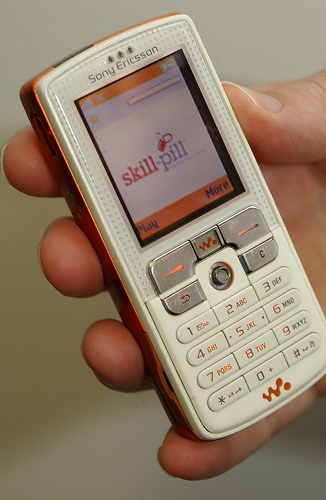 Sony Ericsson
skill-pill
Play More
C
1
2 ABC
3 DEF
4 GHI
5 JKL
6 MNO
7 PQRS
8 TUV
9 WXYZ
* 
0 +
#